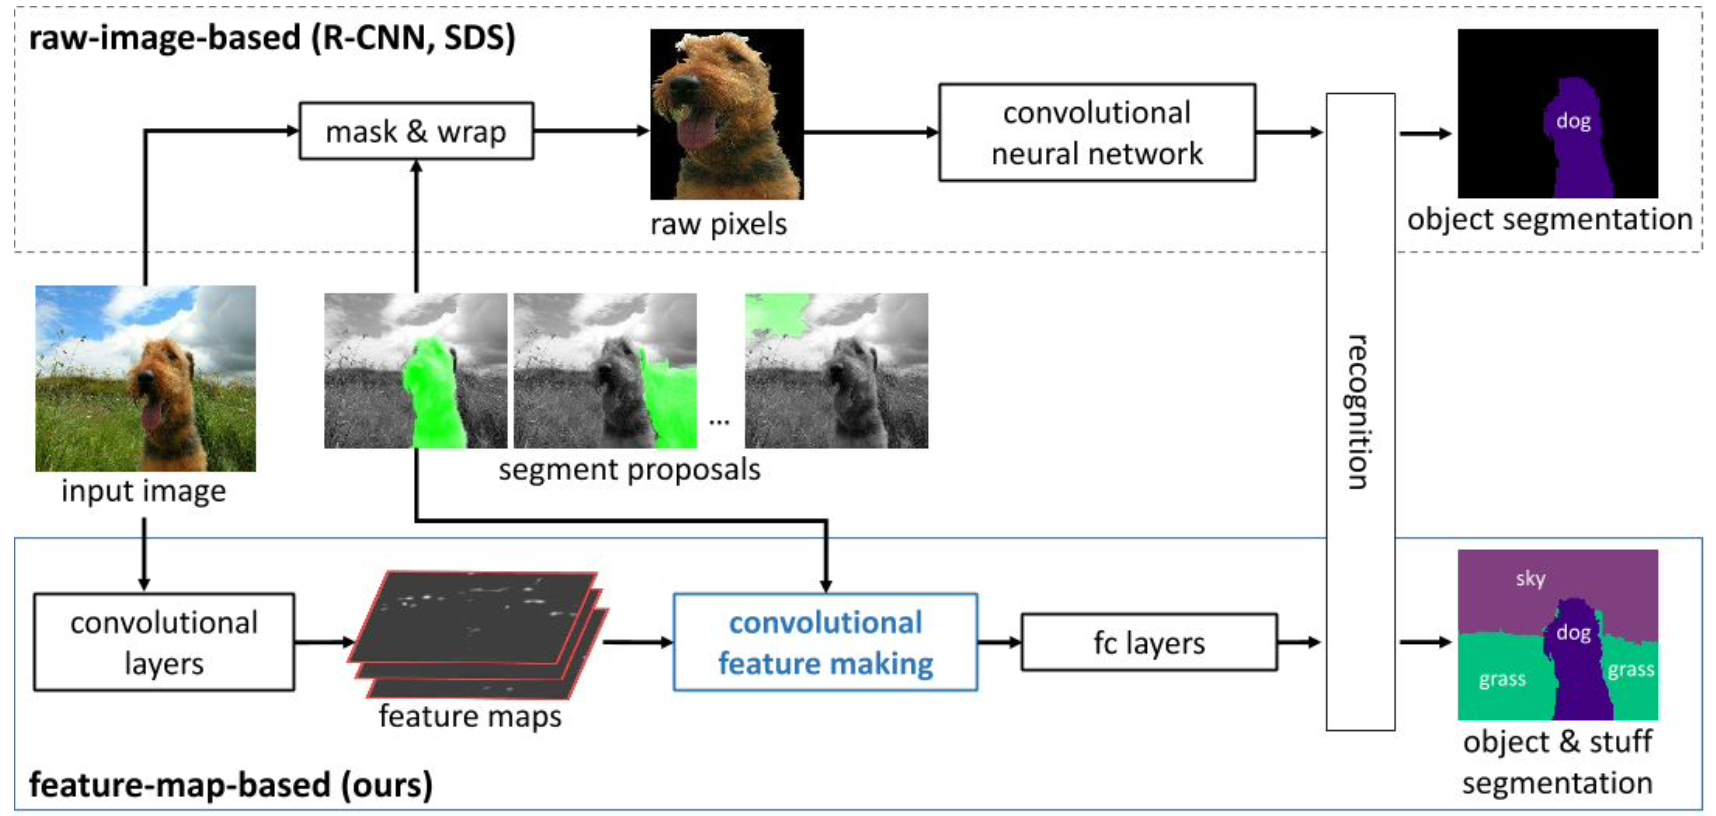 raw-image-based (R-CNN, SDS)
mask & wrap
raw pixels
convolutional
neural network
dog
object segmentation
input image
...
segment proposals
recognition
convolutional
layers
feature maps
convolutional
feature making
fc layers
sky
dog
grass
grass
object & stuff
segmentation
feature-map-based (ours)